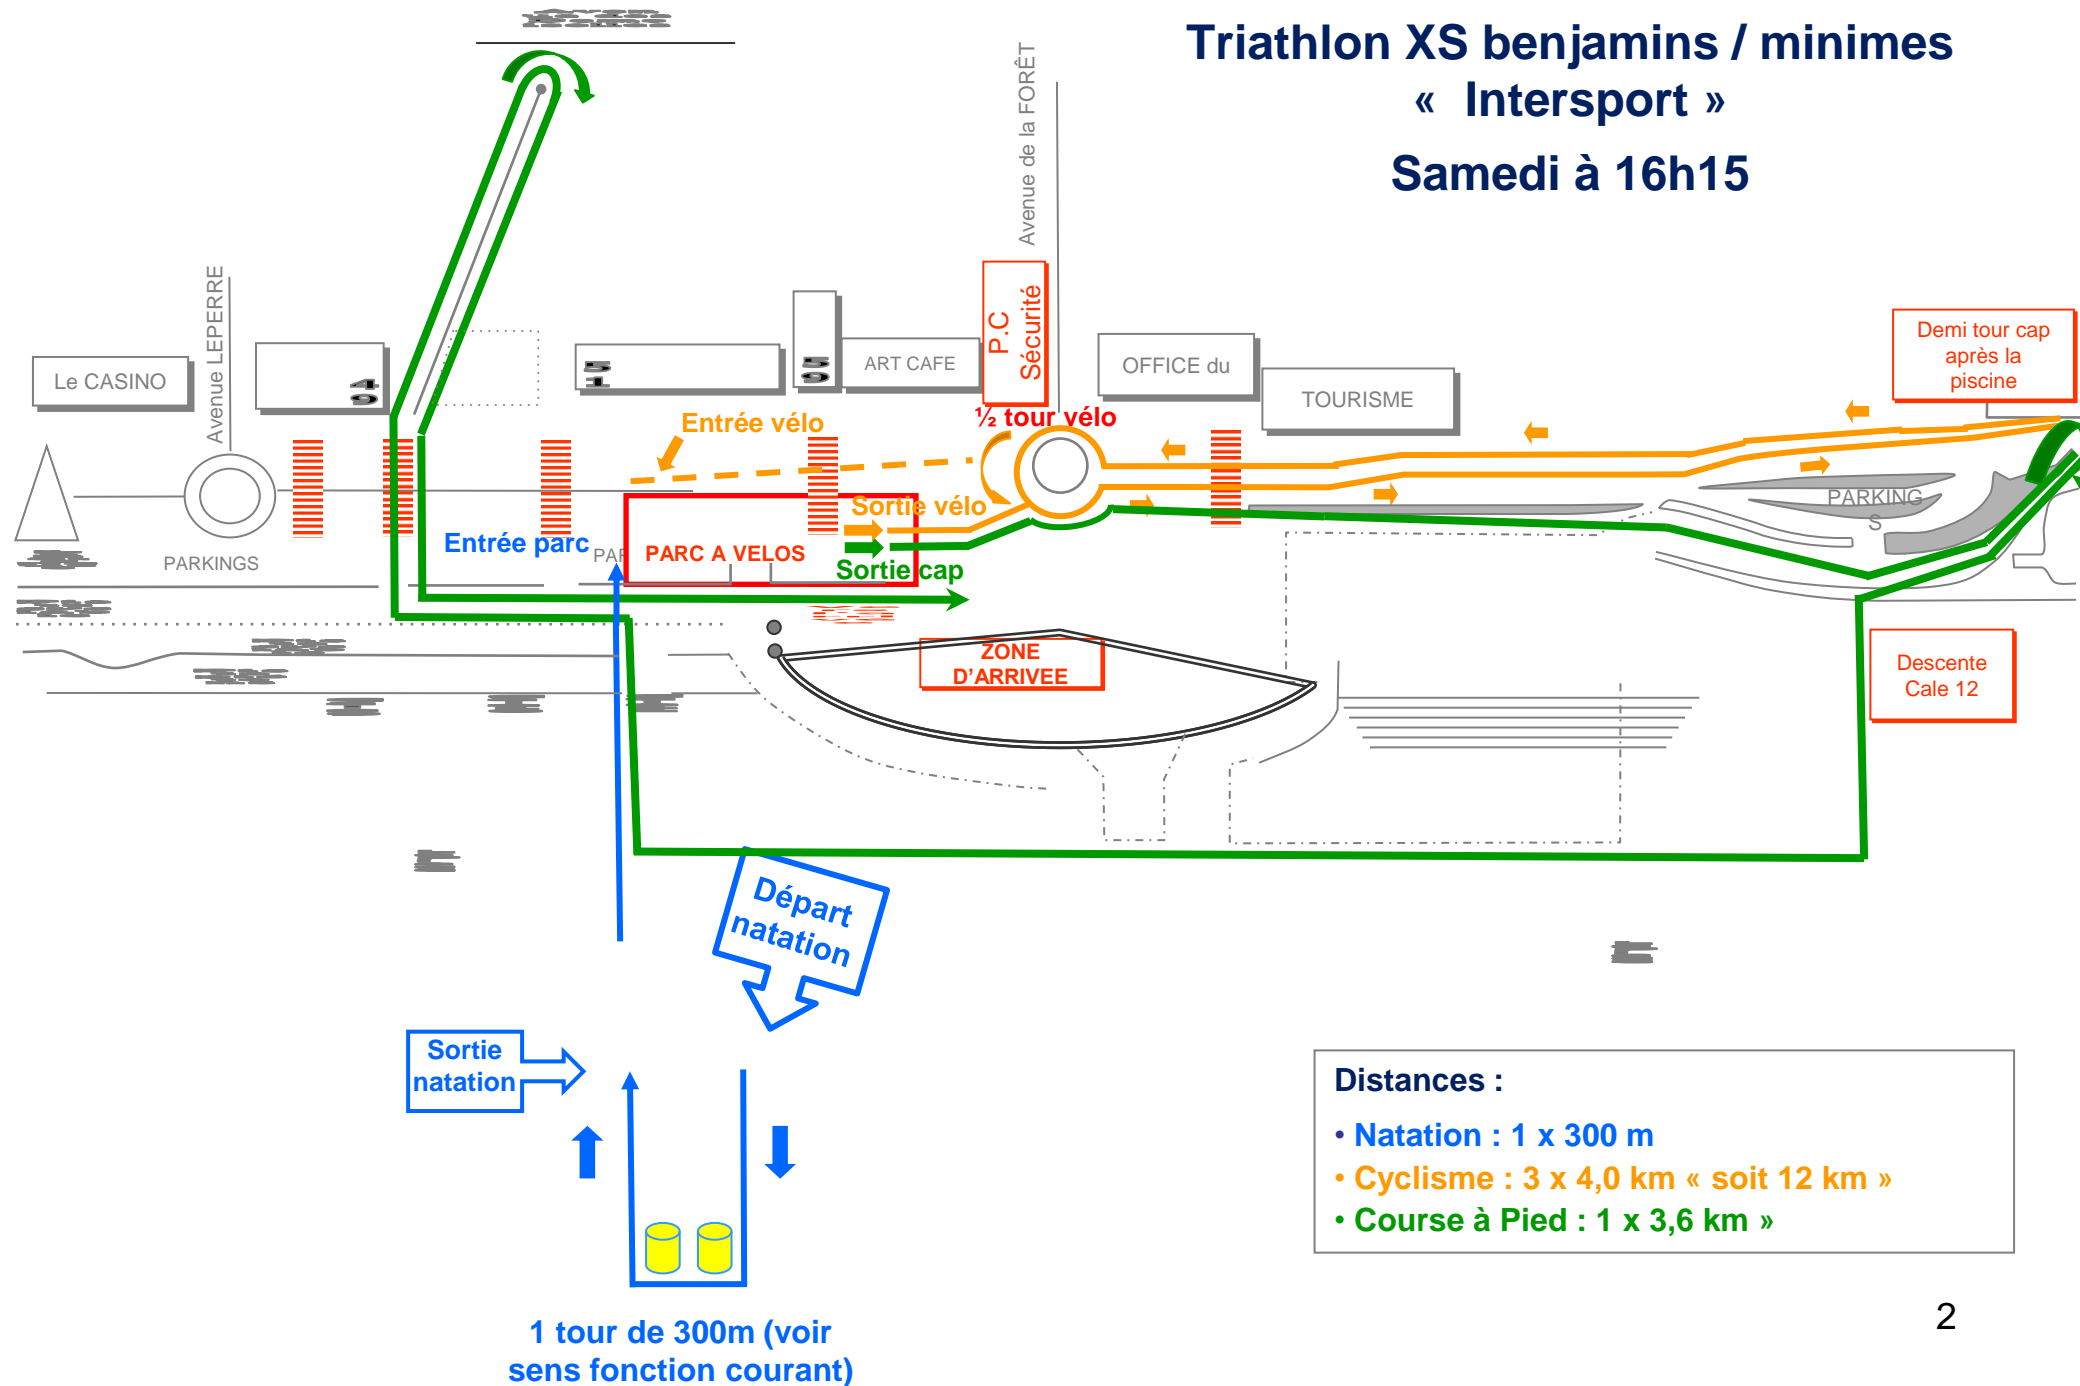 Triathlon XS benjamins / minimes
« Intersport »
Samedi à 16h15
Avenue de la FORÊT
Avenue LEPERRE
P.C
Sécurité
Le CASINO
49
51
59
ART CAFE
OFFICE du
TOURISME
Demi tour cap
après la
piscine
½ tour vélo
Entrée vélo
Sortie vélo
PARKING
S
Entrée parc
PAR
PARC A VELOS
PARKINGS
Sortie cap
ZONE
D'ARRIVEE
Descente
Cale 12
Départ
natation
Sortie
natation
Distances :
• Natation : 1 x 300 m
• Cyclisme : 3 x 4,0 km « soit 12 km »
• Course à Pied : 1 x 3,6 km »
1 tour de 300m (voir
sens fonction courant)
2